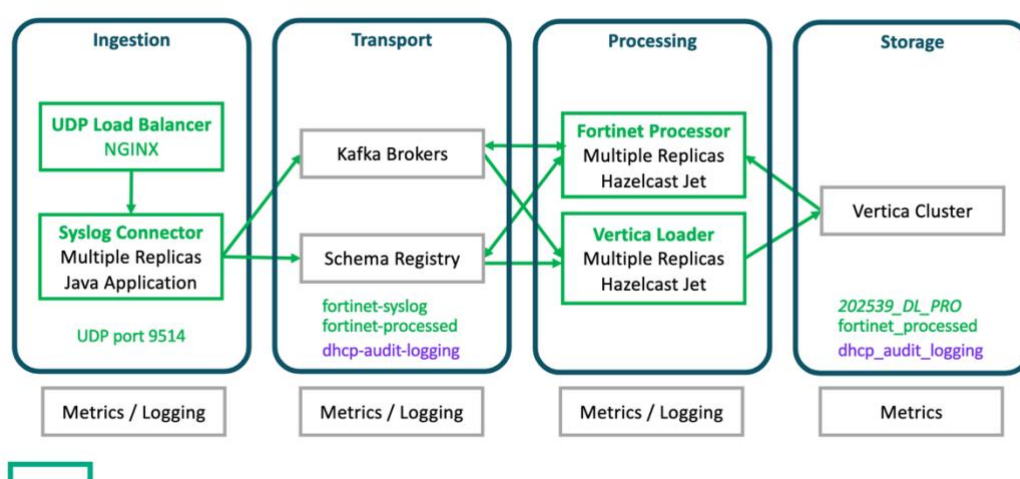 Ingestion
UDP Load Balancer
NGINX
Syslog Connector
Multiple Replicas
Java Application
UDP port 9514
Metrics / Logging
Transport
Kafka Brokers
Schema Registry
fortinet-syslog
fortinet-processed
dhcp-audit-logging
Metrics / Logging
Processing
Fortinet Processor
Multiple Replicas
Hazelcast Jet
Vertica Loader
Multiple Replicas
Hazelcast Jet
Metrics / Logging
Storage
Vertica Cluster
202539_DL_PRO
fortinet_processed
dhcp_audit_logging
Metrics